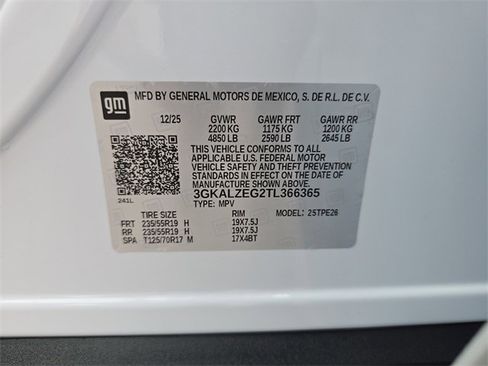 gm
MFD BY GENERAL MOTORS DE MEXICO, S. DE R.L. DE C.V.
12/25 GVWR GAWR FRT GAWR RR
2200 KG 1175 KG 1200 KG
4850 LB 2590 LB 2645 LB
THIS VEHICLE CONFORMS TO ALL
APPLICABLE U.S. FEDERAL MOTOR
VEHICLE SAFETY AND THEFT PREVENTION
STANDARDS IN EFFECT ON THE DATE OF
MANUFACTURE SHOWN ABOVE.
3GKALZEG2TL366365
241L TYPE: MPV
TIRE SIZE RIM MODEL: 25TPE26
FRT 235/55R19 H 19X7.5J
RR 235/55R19 H 19X7.5J
SPA T125/70R17 M 17X4BT